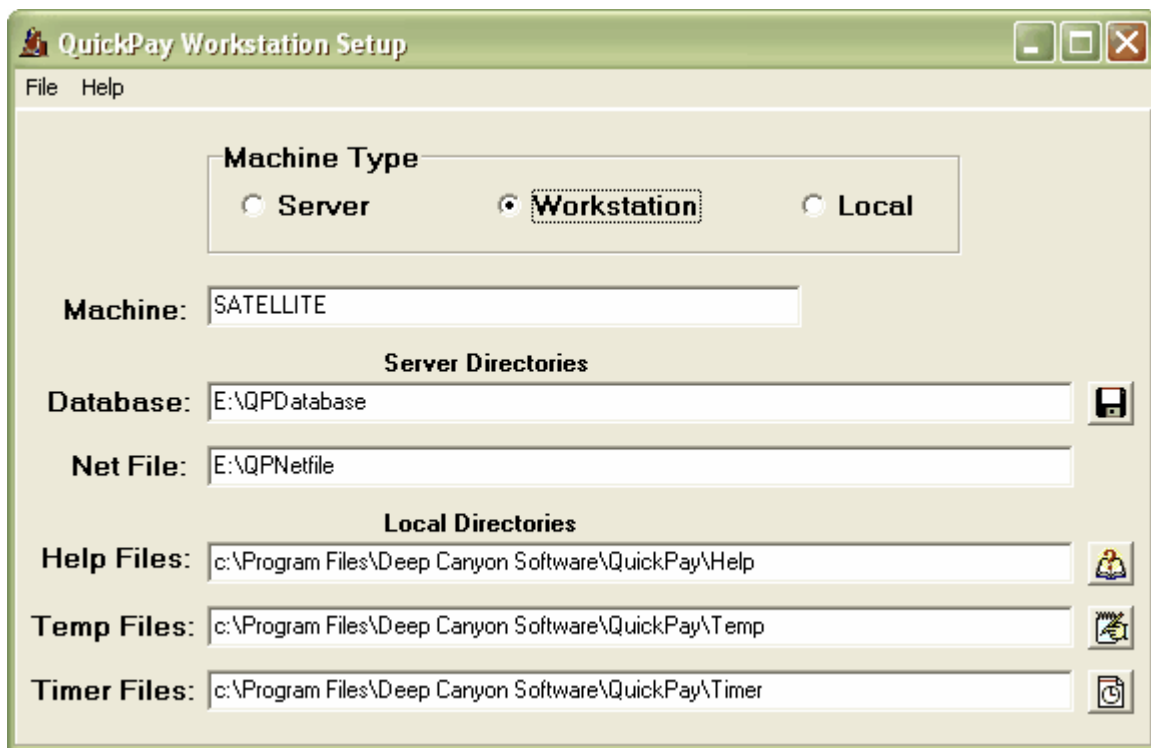 QuickPay Workstation Setup
File Help
Machine Type
Server Workstation Local
Machine: SATELLITE
Server Directories
Database: E:\QPDatabase
Net File: E:\QPNetfile
Local Directories
Help Files: c:\Program Files\Deep Canyon Software\QuickPay\Help
Temp Files: c:\Program Files\Deep Canyon Software\QuickPay\Temp
Timer Files: c:\Program Files\Deep Canyon Software\QuickPay\Timer